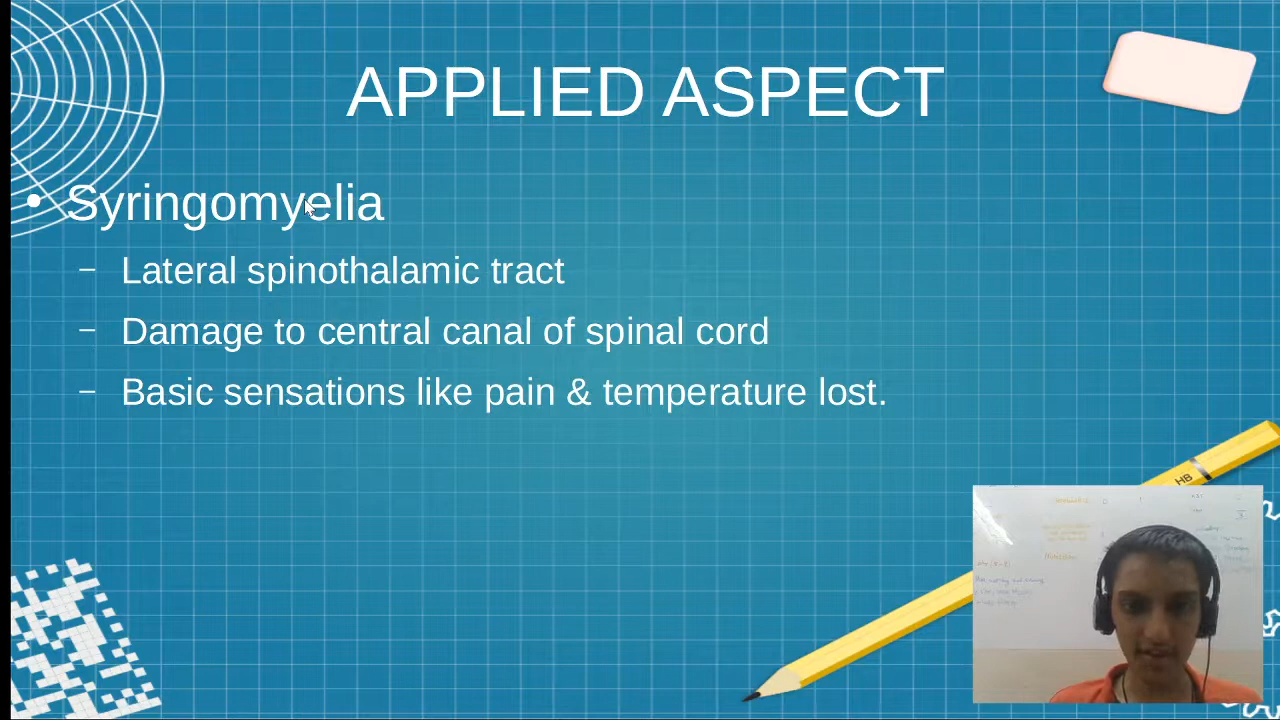 APPLIED ASPECT
• Syringomyelia
– Lateral spinothalamic tract
– Damage to central canal of spinal cord
– Basic sensations like pain & temperature lost.
HB